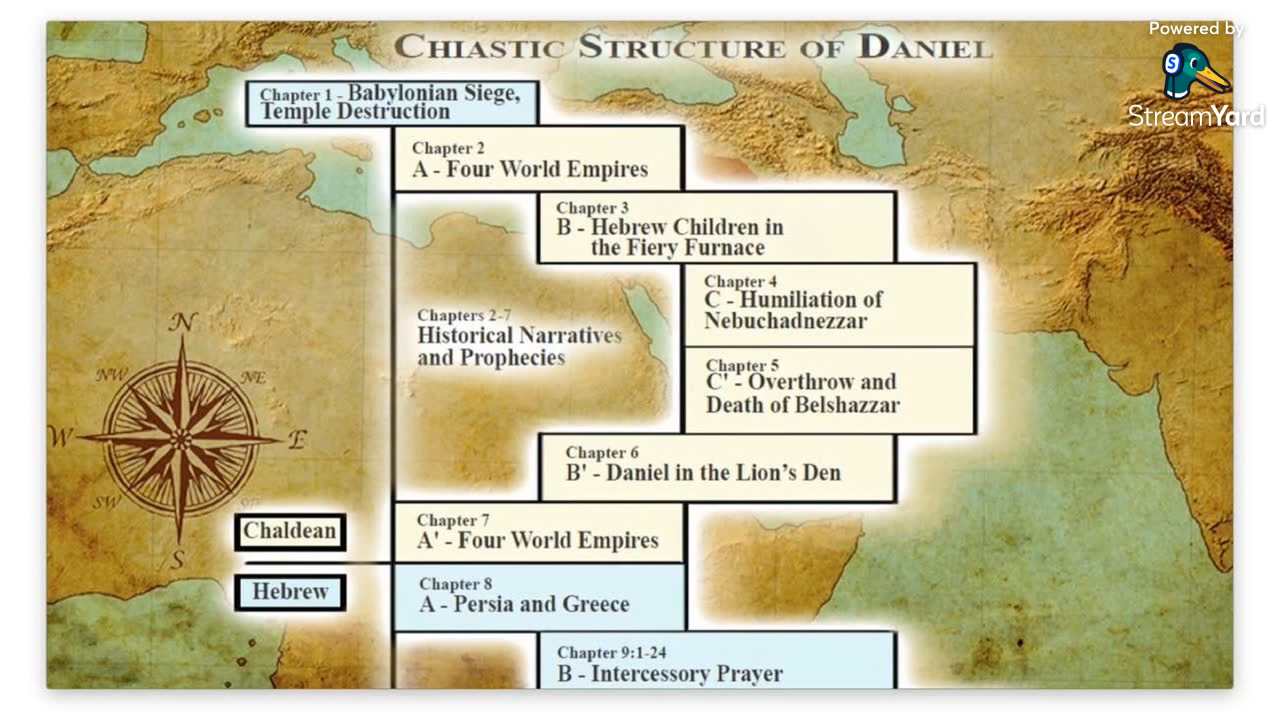 CHIASTIC STRUCTURE OF DANIEL
Powered by
S
StreamYard
Chapter 1 - Babylonian Siege,
Temple Destruction
Chapter 2
A - Four World Empires
Chapter 3
B - Hebrew Children in
the Fiery Furnace
Chapter 4
C - Humiliation of
Nebuchadnezzar
Chapters 2-7
Historical Narratives
and Prophecies
Chapter 5
C' - Overthrow and
Death of Belshazzar
Chapter 6
B' - Daniel in the Lion’s Den
Chapter 7
A' - Four World Empires
Chapter 8
A - Persia and Greece
Chapter 9:1-24
B - Intercessory Prayer
N
NW
NE
W
E
SW
S
Chaldean
Hebrew